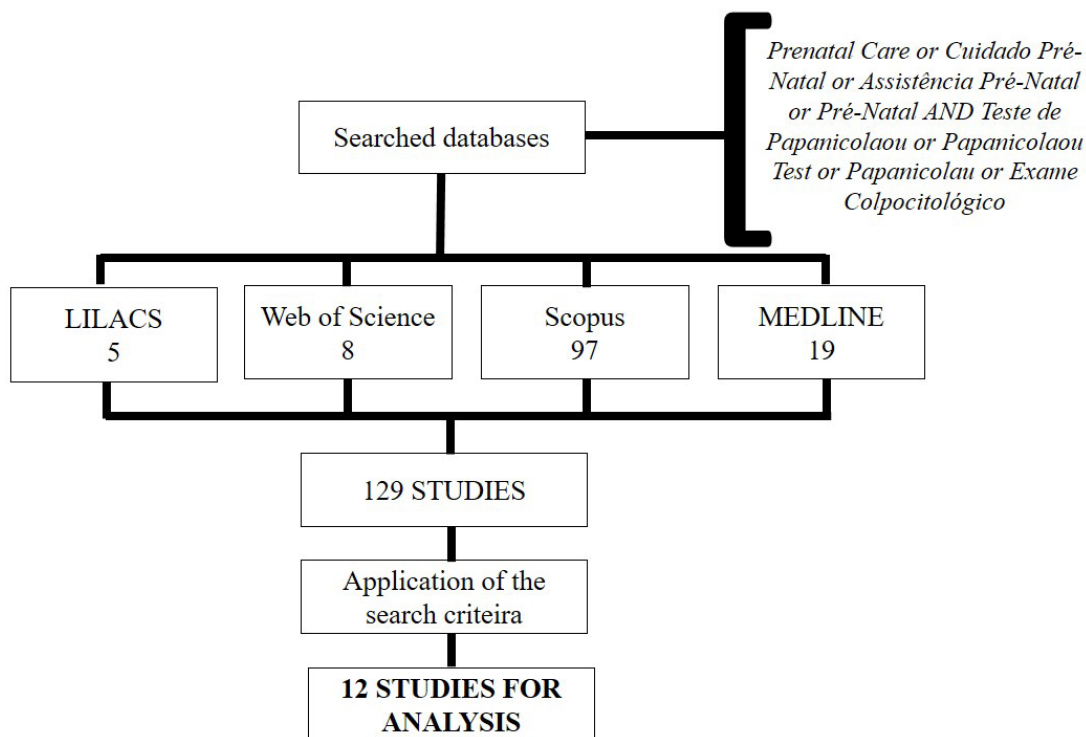 Prenatal Care or Cuidado Pré-
Natal or Assistência Pré-Natal
or Pré-Natal AND Teste de
Papanicolaou or Papanicolaou
Test or Papanicolau or Exame
Colpocitológico
Searched databases
LILACS
5
Web of Science
8
Scopus
97
MEDLINE
19
129 STUDIES
Application of the
search criteira
12 STUDIES FOR
ANALYSIS